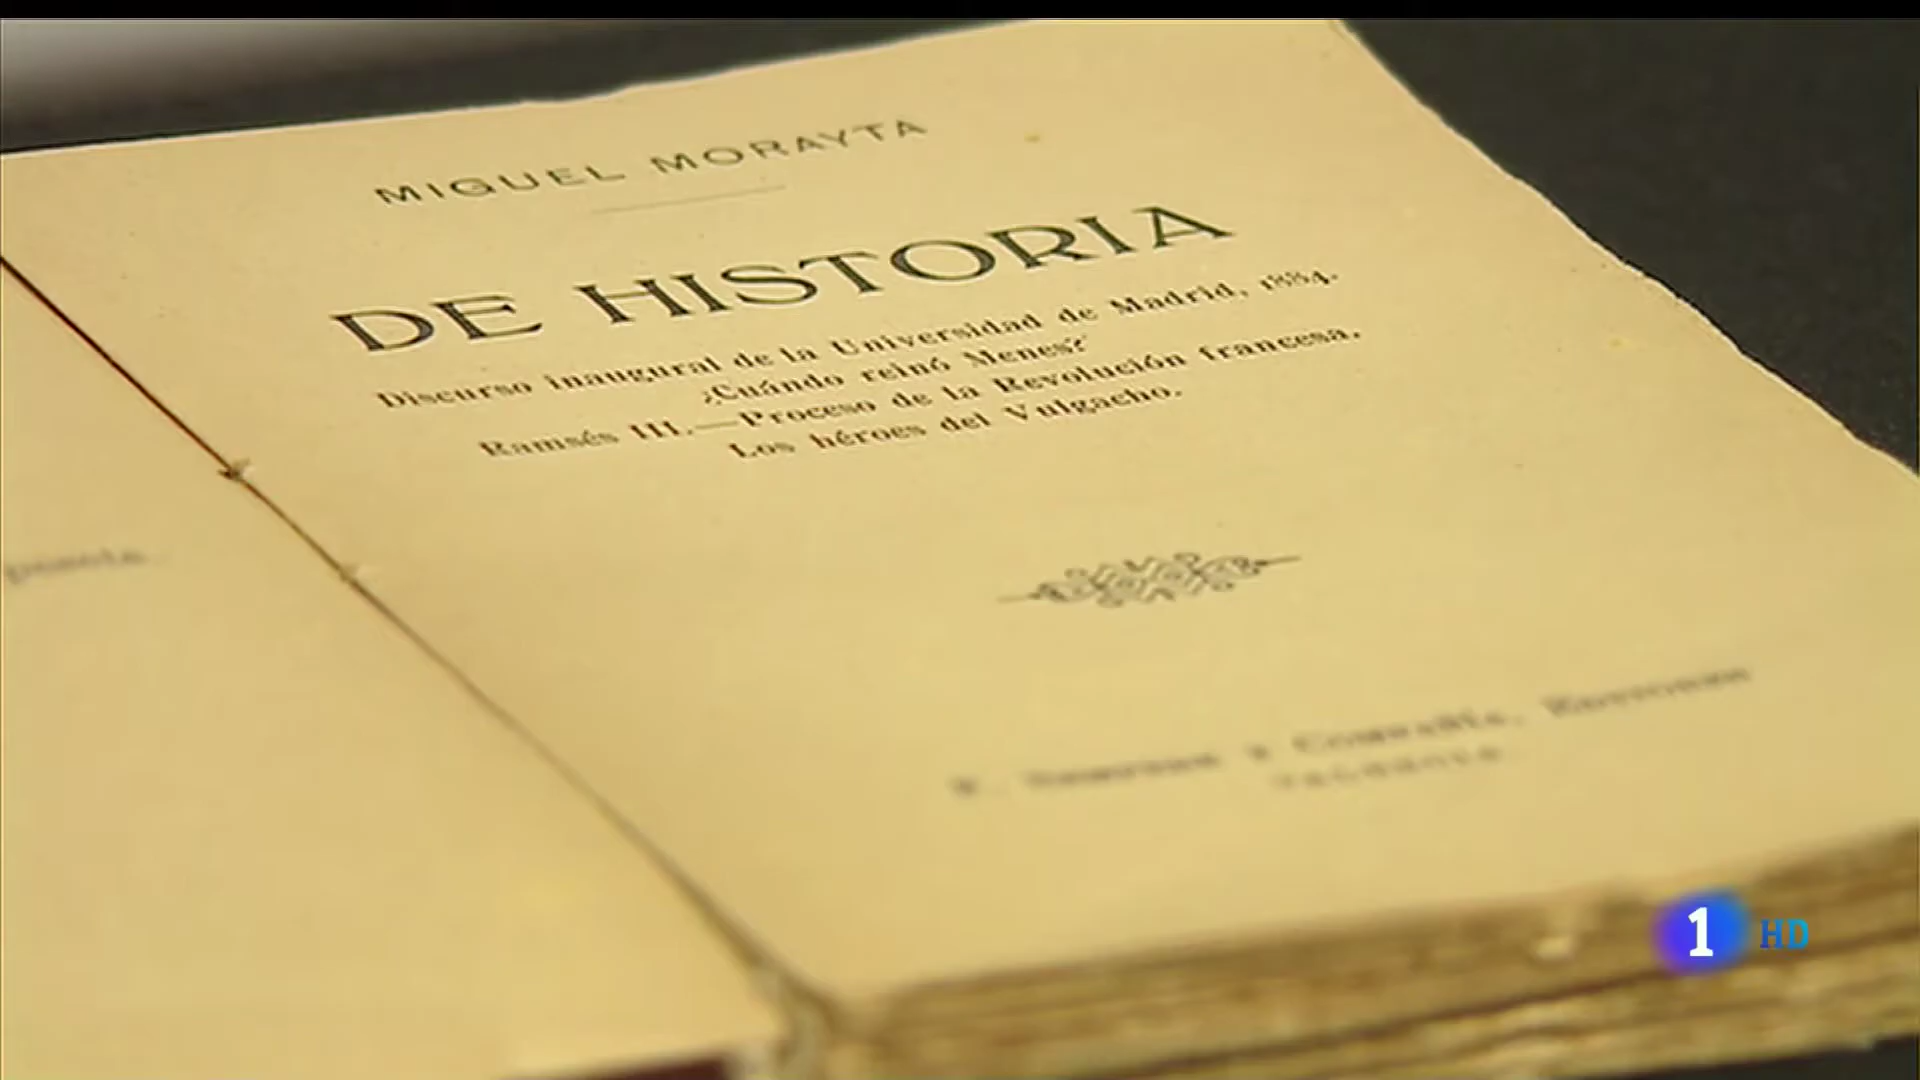 MIGUEL MORAYTA
DE HISTORIA
Discurso inaugural de la Universidad de Madrid, 1884.
¿Cuándo reinó Menes?
Ramsés III.—Proceso de la Revolución francesa.
Los héroes del Vulgacho.
1 HD